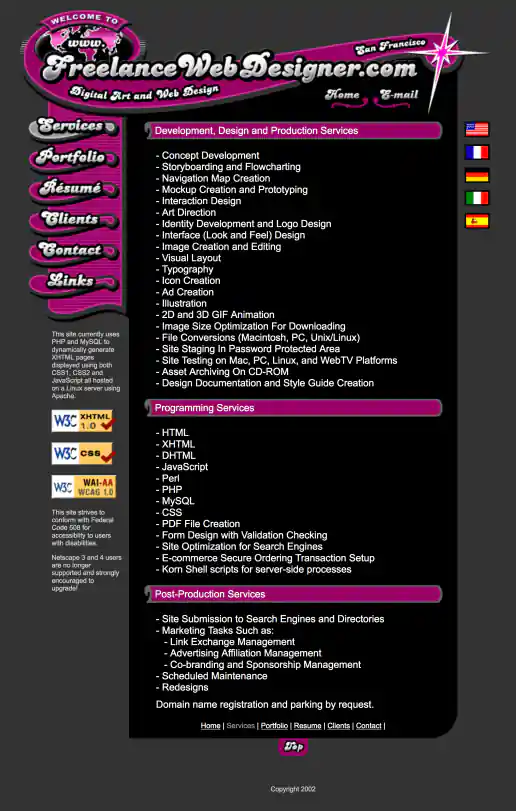 WELCOME TO
www.
San Francisco
FreelanceWebDesigner.com
Digital Art and Web Design
Home E-mail
Services
Portfolio
Résumé
Clients
Contact
Links
This site currently uses
PHP and MySQL to
dynamically generate
XHTML pages
displayed using both
CSS1, CSS2 and
JavaScript all hosted
on a Linux server using
Apache.
W3C XHTML 1.0
W3C CSS
W3C WAI-AA WCAG 1.0
This site strives to
conform with Federal
Code 508 for
accessibility to users
with disabilities.
Netscape 3 and 4 users
are no longer
supported and strongly
encouraged to
upgrade!
Development, Design and Production Services
- Concept Development
- Storyboarding and Flowcharting
- Navigation Map Creation
- Mockup Creation and Prototyping
- Interaction Design
- Art Direction
- Identity Development and Logo Design
- Interface (Look and Feel) Design
- Image Creation and Editing
- Visual Layout
- Typography
- Icon Creation
- Ad Creation
- Illustration
- 2D and 3D GIF Animation
- Image Size Optimization For Downloading
- File Conversions (Macintosh, PC, Unix/Linux)
- Site Staging In Password Protected Area
- Site Testing on Mac, PC, Linux, and WebTV Platforms
- Asset Archiving On CD-ROM
- Design Documentation and Style Guide Creation
Programming Services
- HTML
- XHTML
- DHTML
- JavaScript
- Perl
- PHP
- MySQL
- CSS
- PDF File Creation
- Form Design with Validation Checking
- Site Optimization for Search Engines
- E-commerce Secure Ordering Transaction Setup
- Korn Shell scripts for server-side processes
Post-Production Services
- Site Submission to Search Engines and Directories
- Marketing Tasks Such as:
- Link Exchange Management
- Advertising Affiliation Management
- Co-branding and Sponsorship Management
- Scheduled Maintenance
- Redesigns
Domain name registration and parking by request.
Home | Services | Portfolio | Resume | Clients | Contact |
Top
Copyright 2002